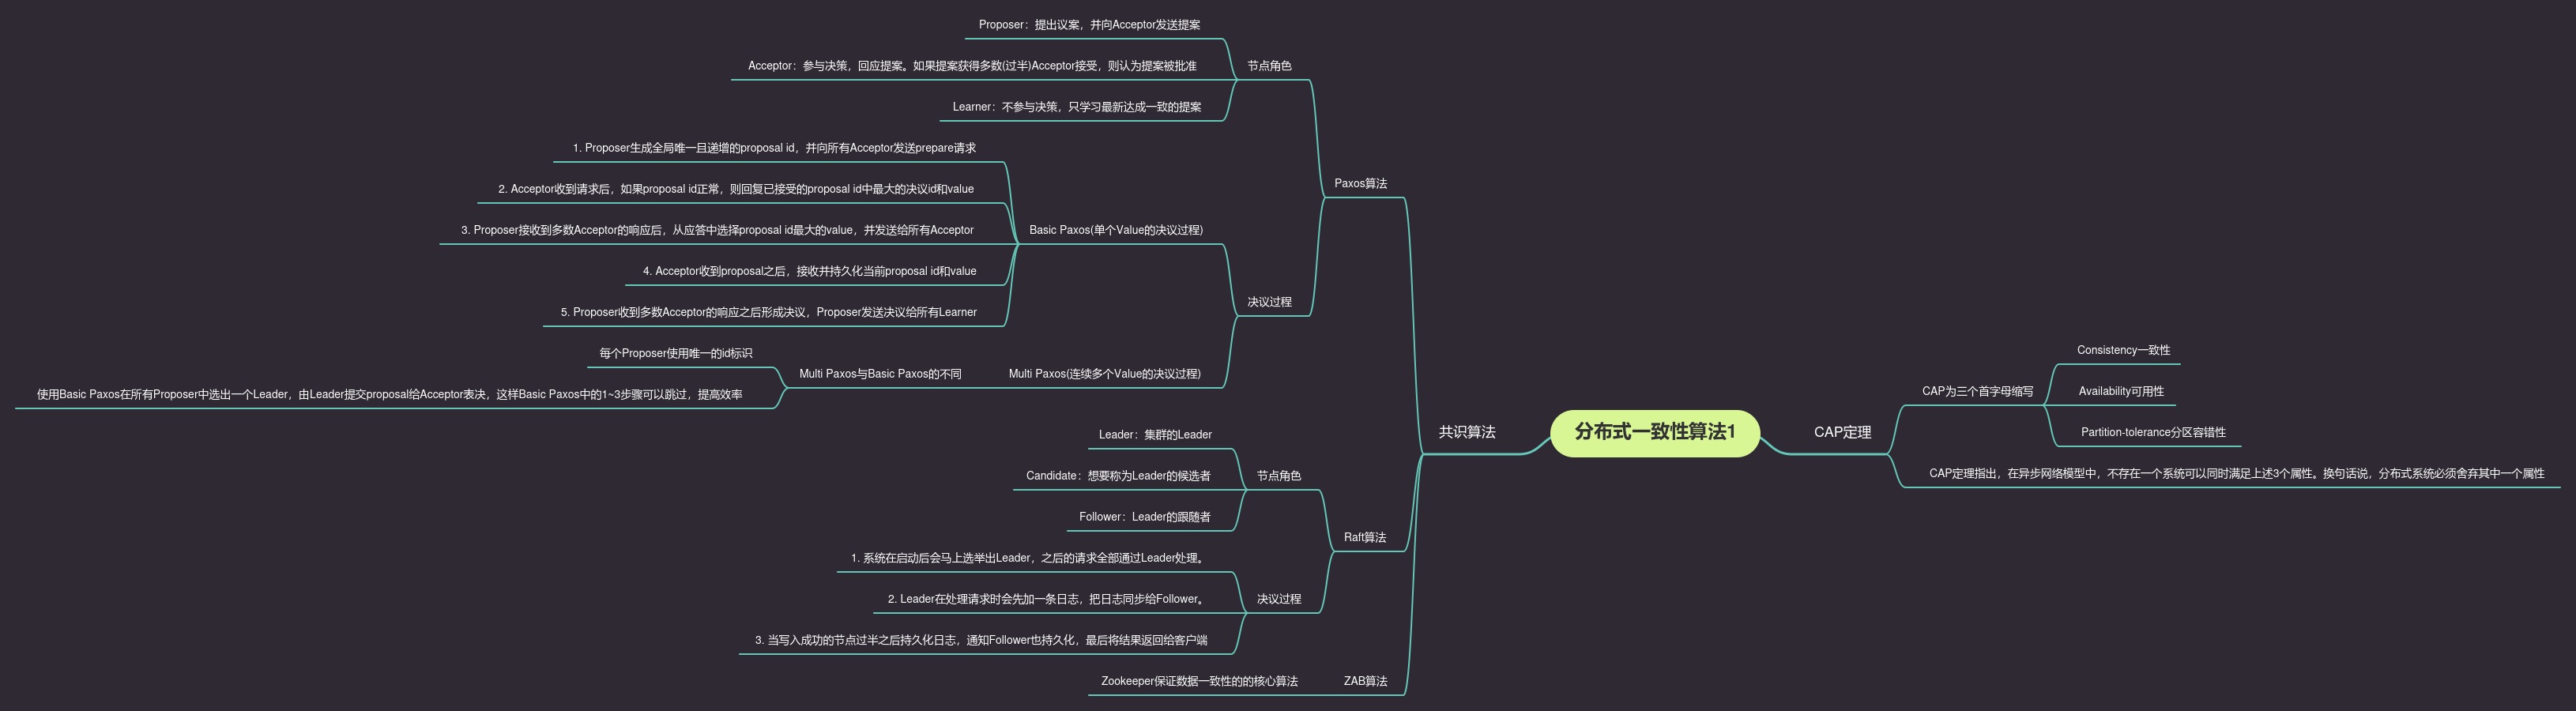 分布式一致性算法1
CAP定理
CAP为三个首字母缩写
Consistency一致性
Availability可用性
Partition-tolerance分区容错性
CAP定理指出，在异步网络模型中，不存在一个系统可以同时满足上述3个属性。换句话说，分布式系统必须舍弃其中一个属性
共识算法
Paxos算法
节点角色
Proposer：提出议案，并向Acceptor发送提案
Acceptor：参与决策，回应提案。如果提案获得多数(过半)Acceptor接受，则认为提案被批准
Learner：不参与决策，只学习最新达成一致的提案
决议过程
Basic Paxos(单个Value的决议过程)
1. Proposer生成全局唯一且递增的proposal id，并向所有Acceptor发送prepare请求
2. Acceptor收到请求后，如果proposal id正常，则回复已接受的proposal id中最大的决议id和value
3. Proposer接收到多数Acceptor的响应后，从应答中选择proposal id最大的value，并发送给所有Acceptor
4. Acceptor收到proposal之后，接收并持久化当前proposal id和value
5. Proposer收到多数Acceptor的响应之后形成决议，Proposer发送决议给所有Learner
Multi Paxos(连续多个Value的决议过程)
Multi Paxos与Basic Paxos的不同
每个Proposer使用唯一的id标识
使用Basic Paxos在所有Proposer中选出一个Leader，由Leader提交proposal给Acceptor表决，这样Basic Paxos中的1~3步骤可以跳过，提高效率
Raft算法
节点角色
Leader：集群的Leader
Candidate：想要称为Leader的候选者
Follower：Leader的跟随者
决议过程
1. 系统在启动后会马上选举出Leader，之后的请求全部通过Leader处理。
2. Leader在处理请求时会先加一条日志，把日志同步给Follower。
3. 当写入成功的节点过半之后持久化日志，通知Follower也持久化，最后将结果返回给客户端
ZAB算法
Zookeeper保证数据一致性的的核心算法